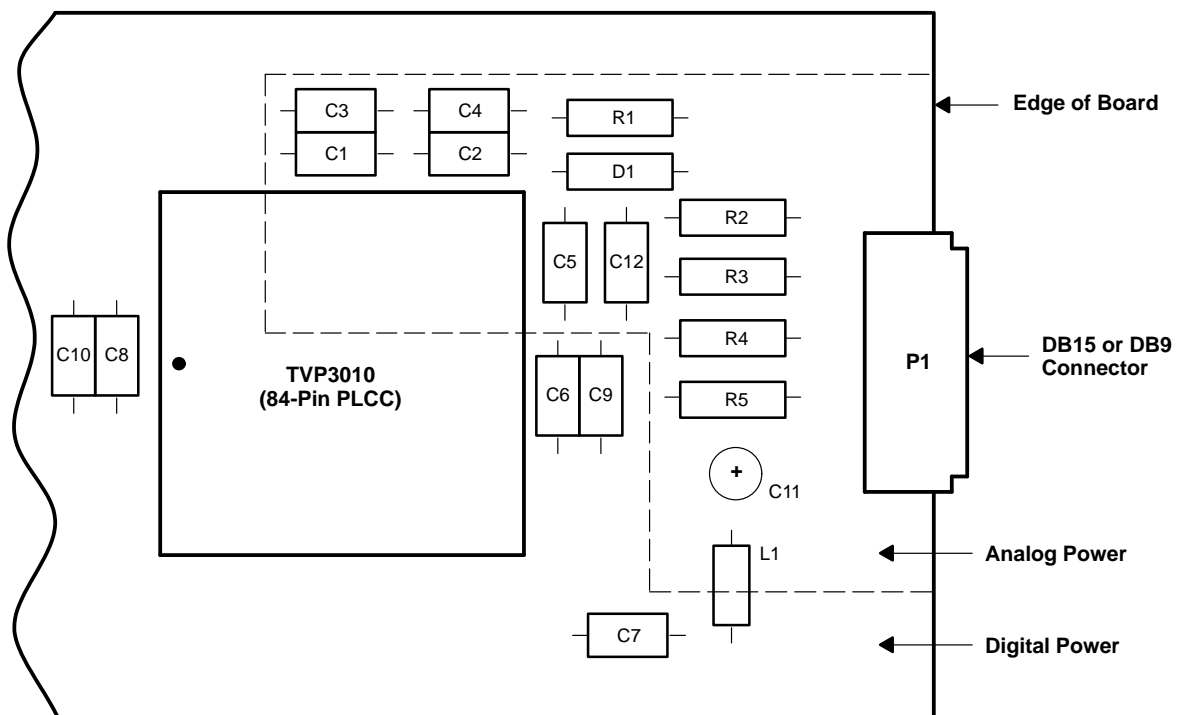 C3
C4
R1
Edge of Board
C1
C2
D1
R2
C5
C12
R3
C10
C8
R4
P1
DB15 or DB9
Connector
TVP3010
(84-Pin PLCC)
C6
C9
R5
+
C11
L1
Analog Power
C7
Digital Power